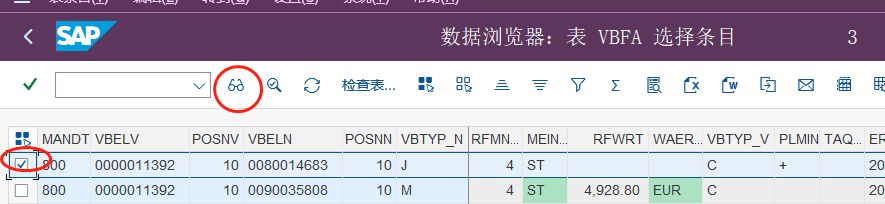 SAP 数据浏览器：表 VBFA 选择条目 3
检查表...
MANDT VBELV POSNV VBELN POSNN VBTYP_N RFMN... MEIN... RFWRT WAER... VBTYP_V PLMIN TAQ... ER
800 0000011392 10 0080014683 10 J 4 ST C + 20
800 0000011392 10 0090035808 10 M 4 ST 4,928.80 EUR C 20